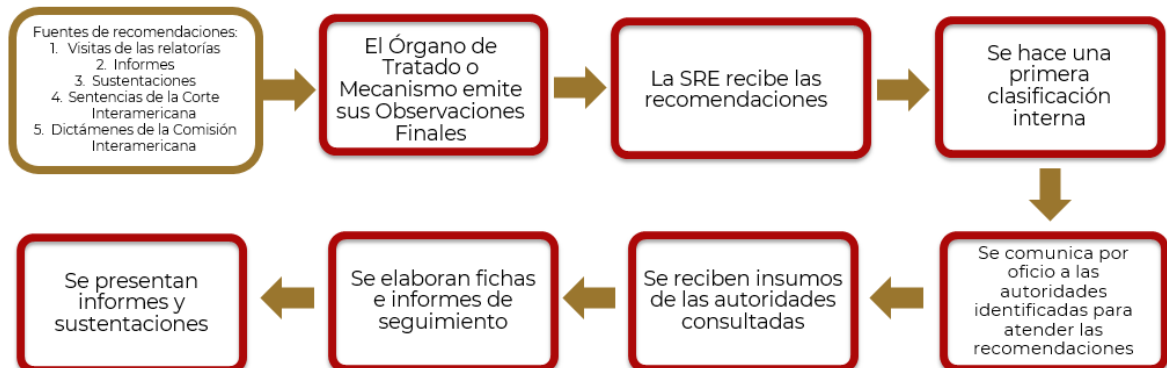 Fuentes de recomendaciones:
1. Visitas de las relatorías
2. Informes
3. Sustentaciones
4. Sentencias de la Corte
Interamericana
5. Dictámenes de la Comisión
Interamericana
El Órgano de
Tratado o
Mecanismo emite
sus Observaciones
Finales
La SRE recibe las
recomendaciones
Se hace una
primera
clasificación
interna
Se comunica por
oficio a las
autoridades
identificadas para
atender las
recomendaciones
Se reciben insumos
de las autoridades
consultadas
Se elaboran fichas
e informes de
seguimiento
Se presentan
informes y
sustentaciones